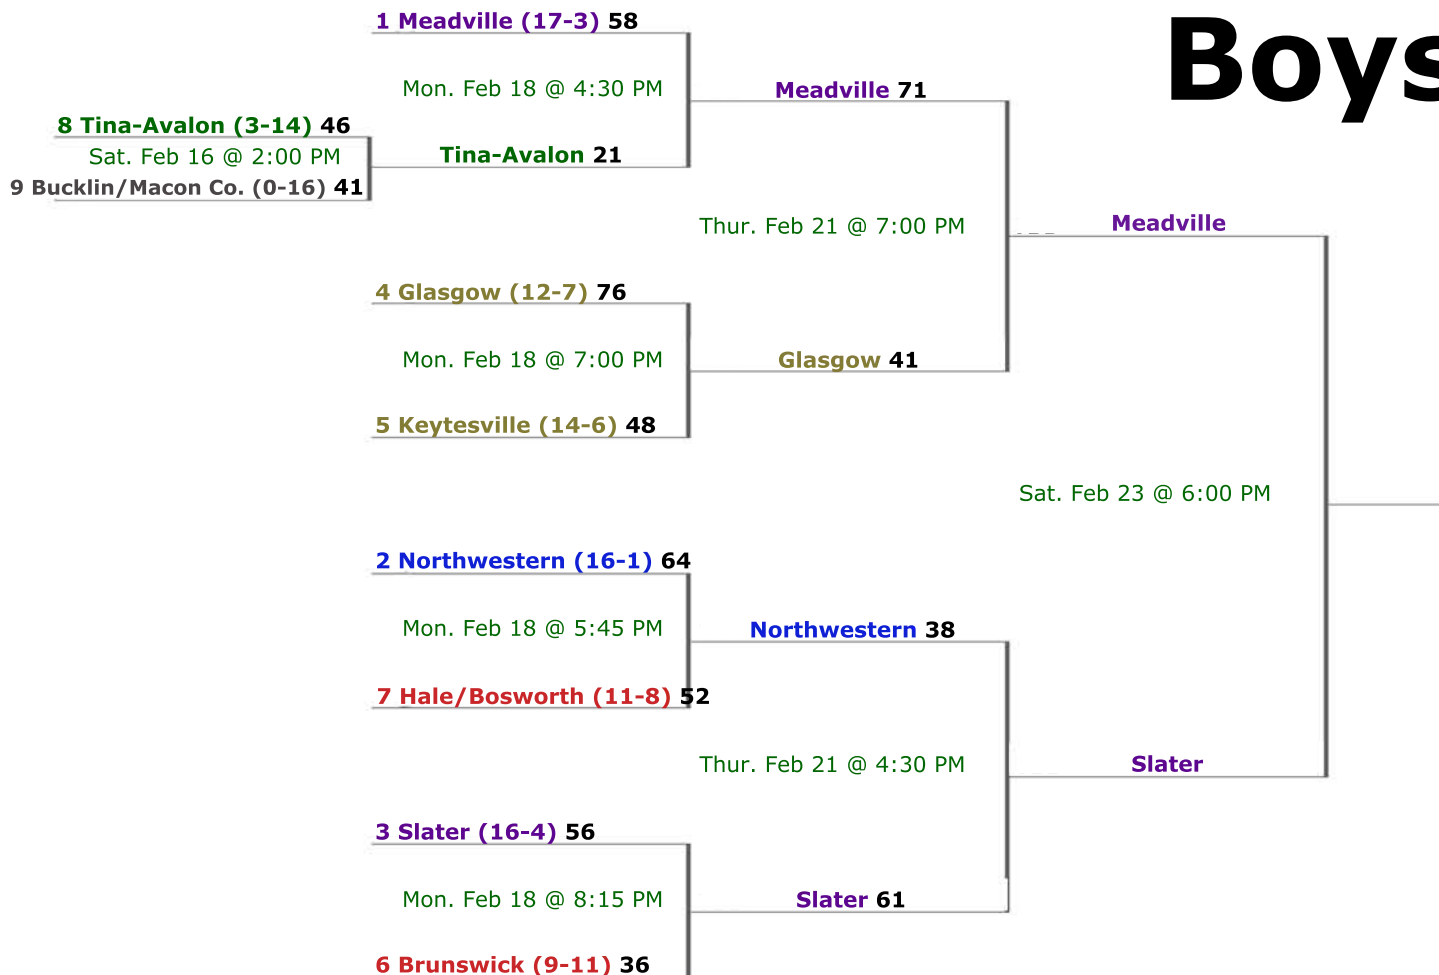 Boys
1 Meadville (17-3) 58
Mon. Feb 18 @ 4:30 PM
Meadville 71
8 Tina-Avalon (3-14) 46
Sat. Feb 16 @ 2:00 PM
Tina-Avalon 21
9 Bucklin/Macon Co. (0-16) 41
Thur. Feb 21 @ 7:00 PM
Meadville
4 Glasgow (12-7) 76
Mon. Feb 18 @ 7:00 PM
Glasgow 41
5 Keytesville (14-6) 48
Sat. Feb 23 @ 6:00 PM
2 Northwestern (16-1) 64
Mon. Feb 18 @ 5:45 PM
Northwestern 38
7 Hale/Bosworth (11-8) 52
Thur. Feb 21 @ 4:30 PM
Slater
3 Slater (16-4) 56
Mon. Feb 18 @ 8:15 PM
Slater 61
6 Brunswick (9-11) 36